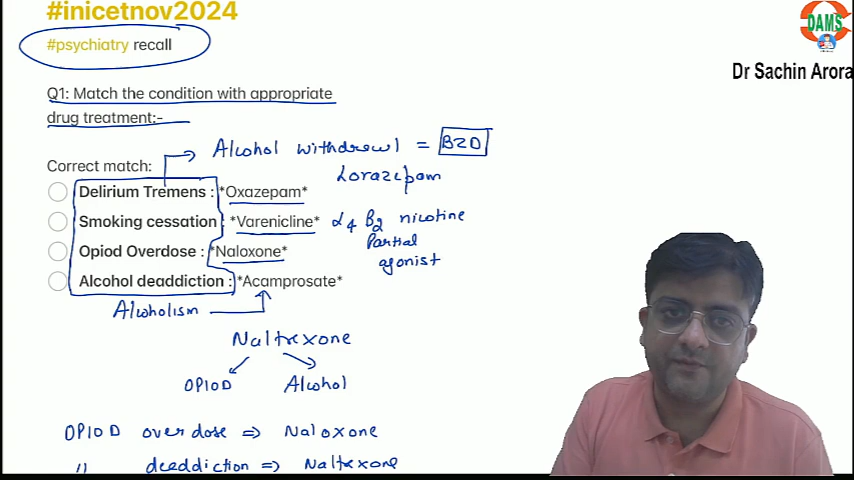 #inicetnov2024
DAMS
#psychiatry recall
Dr Sachin Arora
Q1: Match the condition with appropriate
drug treatment:-
Alcohol withdrewl = BZD
Correct match:
Lorazepam
Delirium Tremens : *Oxazepam*
Smoking cessation : *Varenicline* α4 β2 nicotine
Partial
Opiod Overdose : *Naloxone*
agonist
Alcohol deaddiction : *Acamprosate*
Alcoholism
Naltrexone
OPIOD Alcohol
OPIOD overdose ⇒ Naloxone
" deaddiction ⇒ Naltrexone